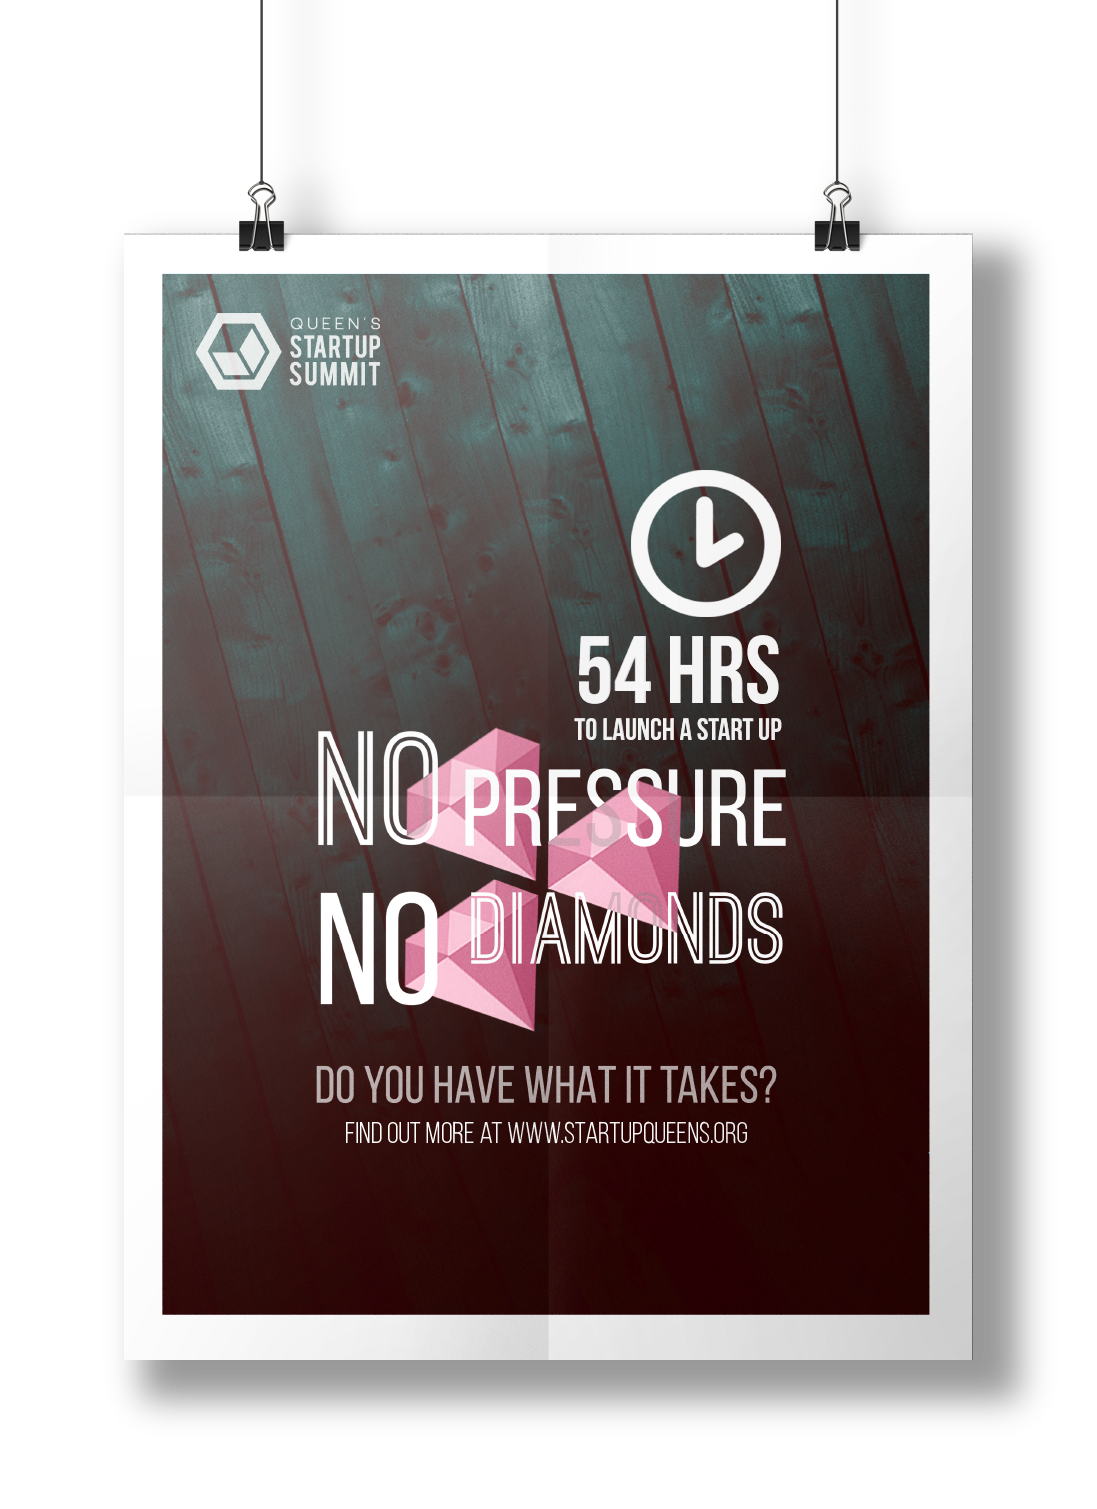 QUEEN'S
STARTUP
SUMMIT
54 HRS
TO LAUNCH A START UP
NO PRESSURE
NO DIAMONDS
DO YOU HAVE WHAT IT TAKES?
FIND OUT MORE AT WWW.STARTUPQUEENS.ORG